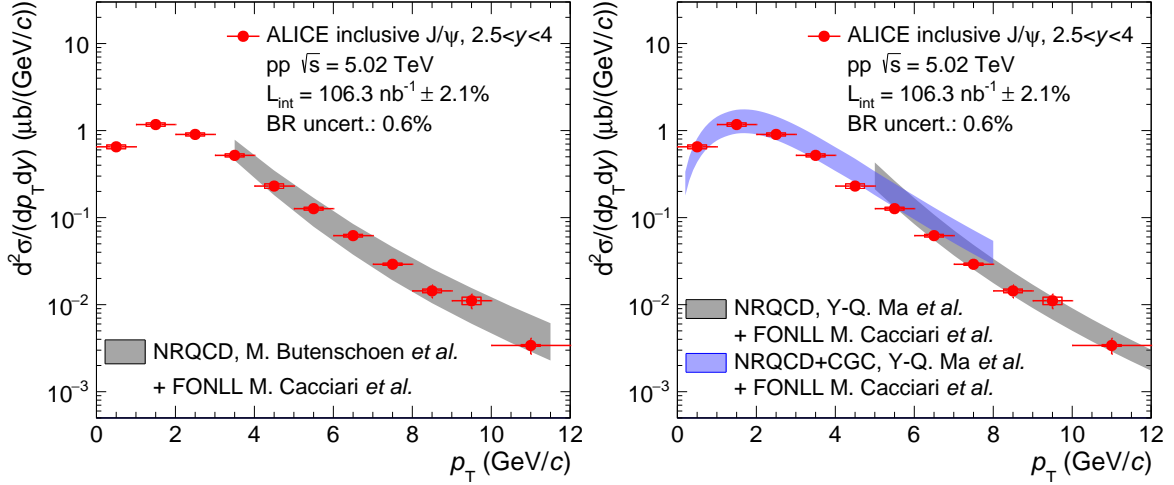 d²σ/(dp_T dy) (μb/(GeV/c))
10
1
10⁻¹
10⁻²
10⁻³
ALICE inclusive J/ψ, 2.5<y<4
pp √s = 5.02 TeV
L_int = 106.3 nb⁻¹ ± 2.1%
BR uncert.: 0.6%
NRQCD, M. Butenschoen et al.
+ FONLL M. Cacciari et al.
0 2 4 6 8 10 12
p_T (GeV/c)
d²σ/(dp_T dy) (μb/(GeV/c))
10
1
10⁻¹
10⁻²
10⁻³
ALICE inclusive J/ψ, 2.5<y<4
pp √s = 5.02 TeV
L_int = 106.3 nb⁻¹ ± 2.1%
BR uncert.: 0.6%
NRQCD, Y-Q. Ma et al.
+ FONLL M. Cacciari et al.
NRQCD+CGC, Y-Q. Ma et al.
+ FONLL M. Cacciari et al.
0 2 4 6 8 10 12
p_T (GeV/c)